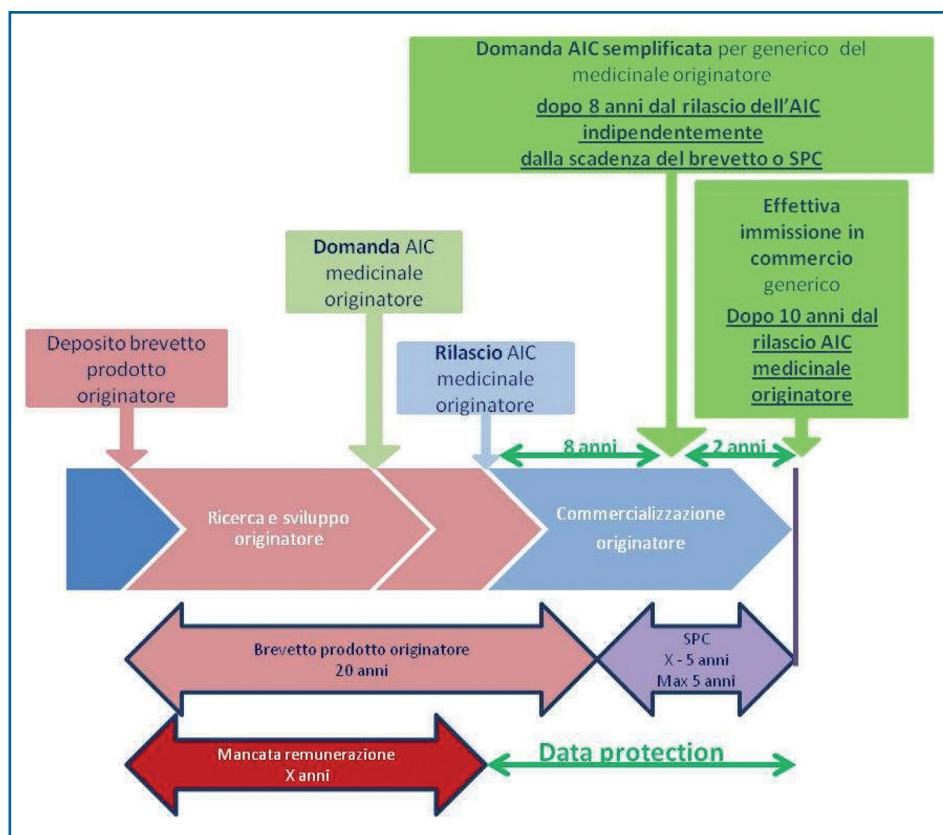 Domanda AIC semplificata per generico del
medicinale originatore
dopo 8 anni dal rilascio dell'AIC
indipendentemente
dalla scadenza del brevetto o SPC
Effettiva
immissione in
commercio
generico
Dopo 10 anni dal
rilascio AIC
medicinale
originatore
Domanda AIC
medicinale
originatore
Deposito brevetto
prodotto
originatore
Rilascio AIC
medicinale
originatore
8 anni
2 anni
Ricerca e sviluppo
originatore
Commercializzazione
originatore
Brevetto prodotto originatore
20 anni
SPC
X - 5 anni
Max 5 anni
Mancata remunerazione
X anni
Data protection